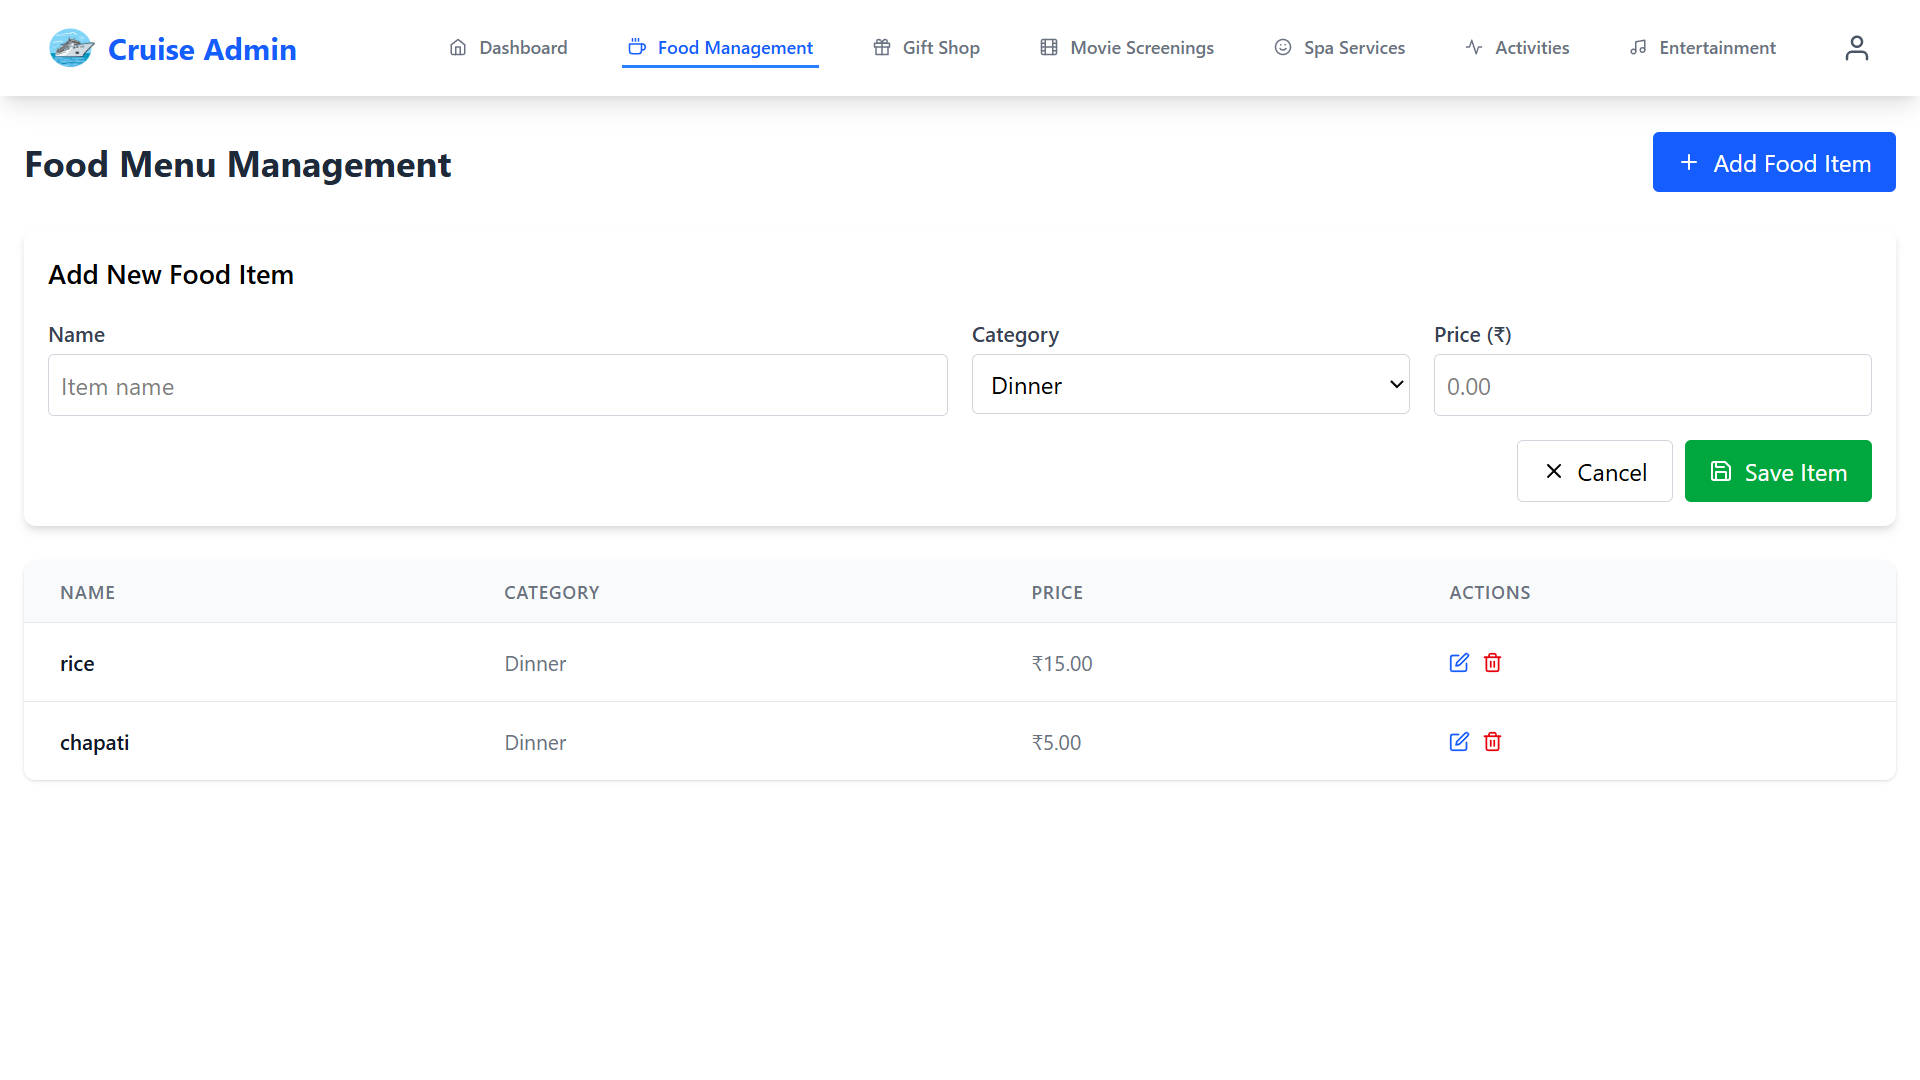 Cruise Admin
Dashboard
Food Management
Gift Shop
Movie Screenings
Spa Services
Activities
Entertainment
Food Menu Management
Add Food Item
Add New Food Item
Name
Category
Price (₹)
Item name
Dinner
0.00
Cancel
Save Item
NAME CATEGORY PRICE ACTIONS
rice Dinner ₹15.00
chapati Dinner ₹5.00